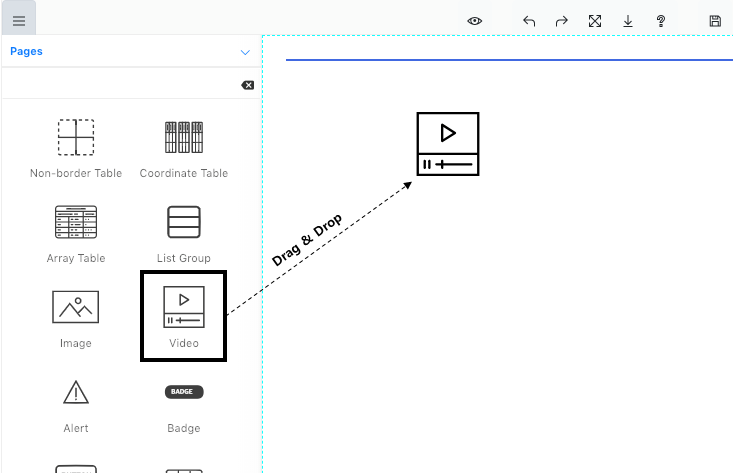 Pages
Non-border Table
Coordinate Table
Array Table
List Group
Image
Video
Alert
BADGE
Badge
Drag & Drop